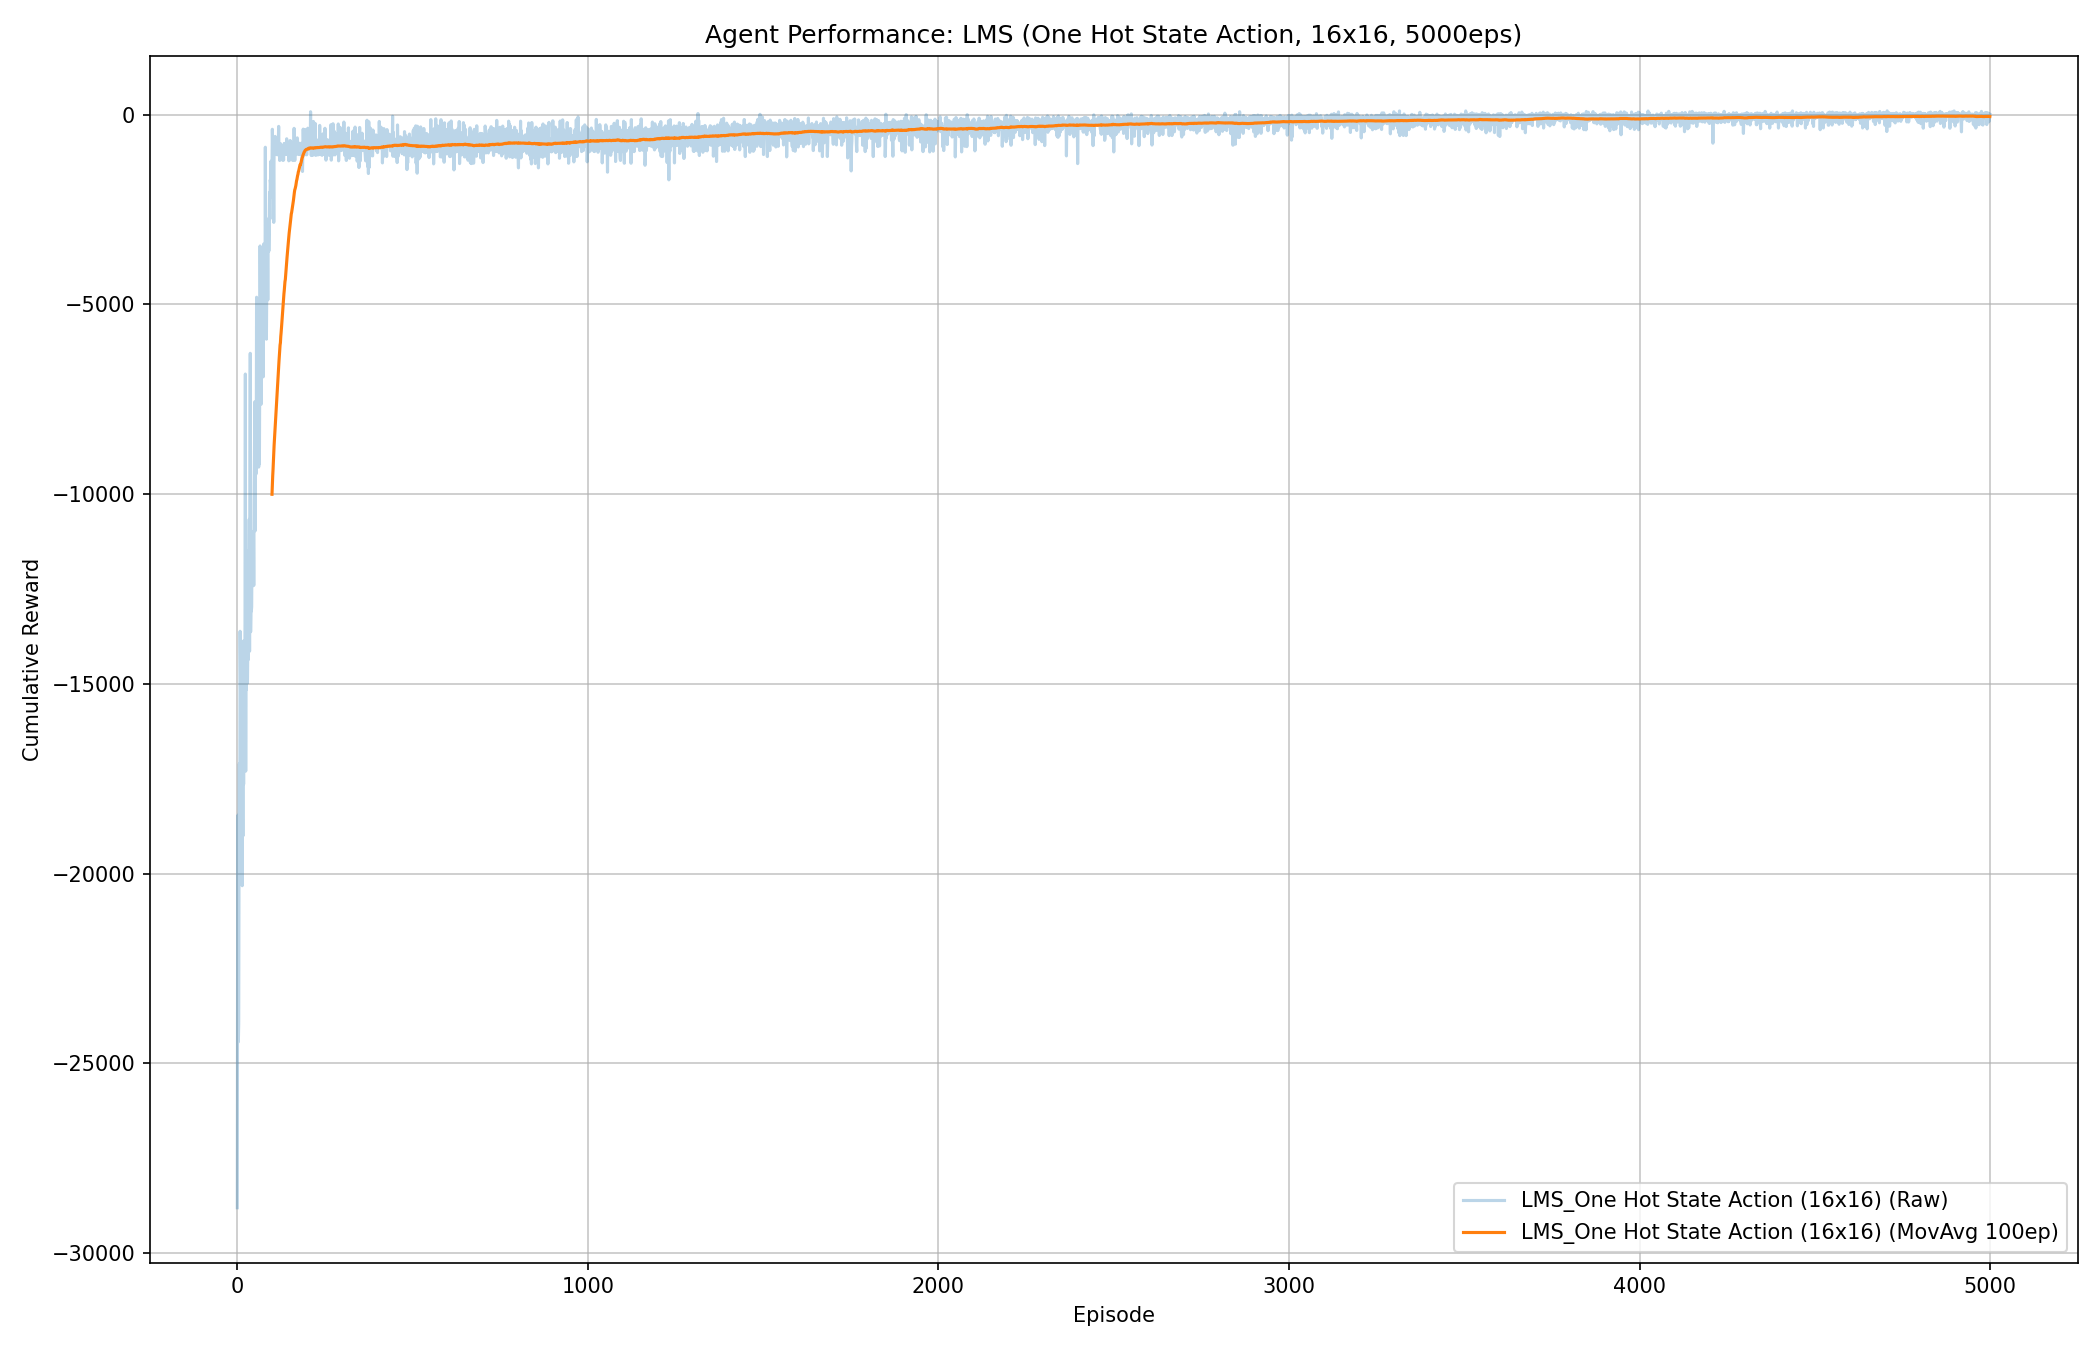 Agent Performance: LMS (One Hot State Action, 16x16, 5000eps)
0
−5000
−10000
−15000
−20000
−25000
−30000
Cumulative Reward
0 1000 2000 3000 4000 5000
Episode
LMS_One Hot State Action (16x16) (Raw)
LMS_One Hot State Action (16x16) (MovAvg 100ep)